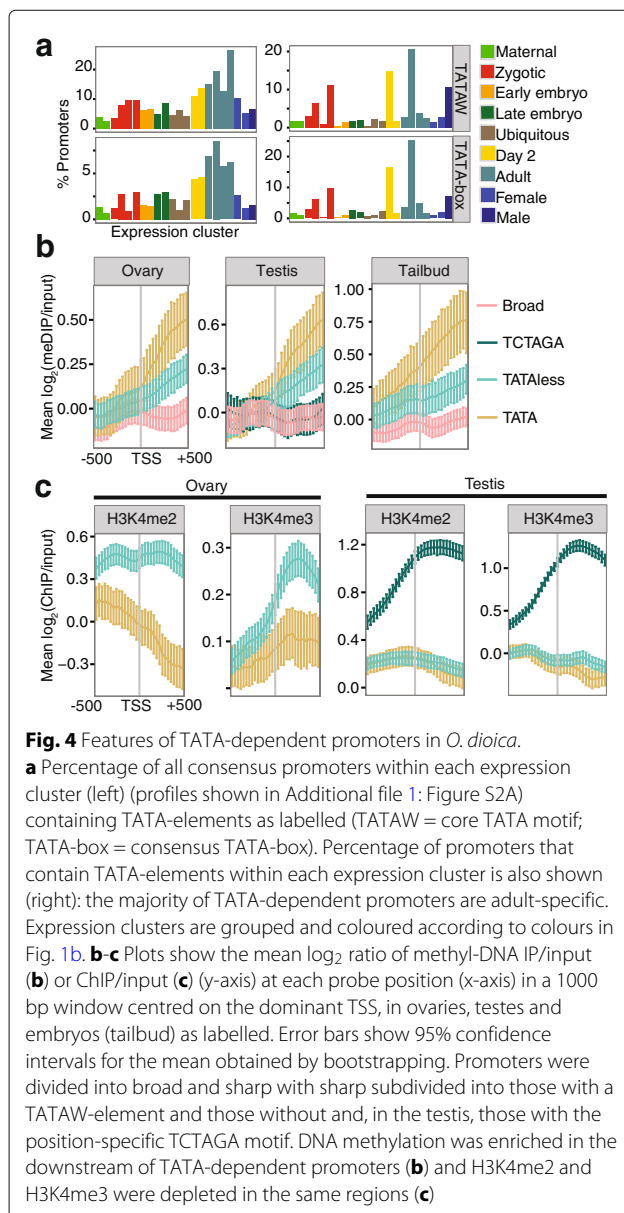 a
20
10
0
% Promoters
5
0
Expression cluster
20
10
0
TATAW
20
10
0
TATA-box
Maternal
Zygotic
Early embryo
Late embryo
Ubiquitous
Day 2
Adult
Female
Male
b
Ovary
Testis
Tailbud
Mean log2(meDIP/input)
0.50
0.25
0.00
0.6
0.3
0.0
1.00
0.75
0.50
0.25
0.00
-500 TSS +500
Broad
TCTAGA
TATAless
TATA
c
Ovary
Testis
H3K4me2
H3K4me3
H3K4me2
H3K4me3
Mean log2(ChIP/input)
0.6
0.3
0.0
−0.3
0.3
0.2
0.1
1.2
0.8
0.4
0.0
1.0
0.5
0.0
-500 TSS +500
Fig. 4 Features of TATA-dependent promoters in O. dioica.
a Percentage of all consensus promoters within each expression
cluster (left) (profiles shown in Additional file 1: Figure S2A)
containing TATA-elements as labelled (TATAW = core TATA motif;
TATA-box = consensus TATA-box). Percentage of promoters that
contain TATA-elements within each expression cluster is also shown
(right): the majority of TATA-dependent promoters are adult-specific.
Expression clusters are grouped and coloured according to colours in
Fig. 1b. b-c Plots show the mean log2 ratio of methyl-DNA IP/input
(b) or ChIP/input (c) (y-axis) at each probe position (x-axis) in a 1000
bp window centred on the dominant TSS, in ovaries, testes and
embryos (tailbud) as labelled. Error bars show 95% confidence
intervals for the mean obtained by bootstrapping. Promoters were
divided into broad and sharp with sharp subdivided into those with a
TATAW-element and those without and, in the testis, those with the
position-specific TCTAGA motif. DNA methylation was enriched in the
downstream of TATA-dependent promoters (b) and H3K4me2 and
H3K4me3 were depleted in the same regions (c)